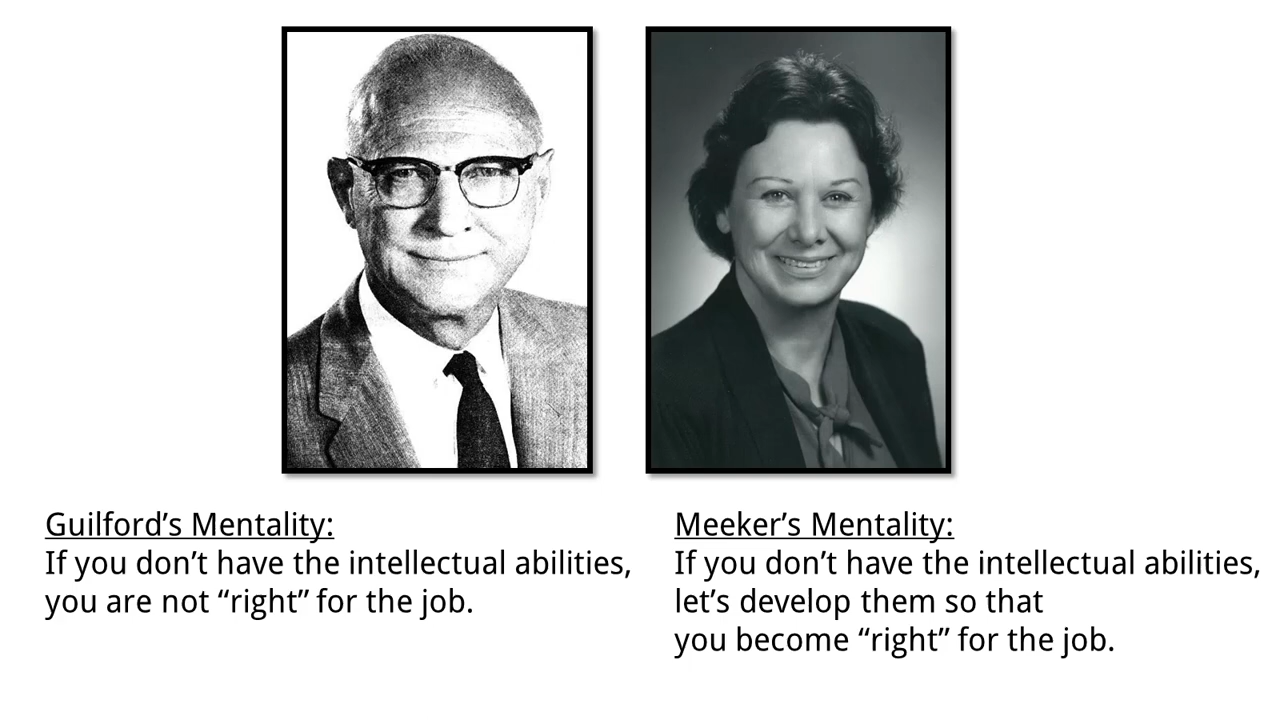 Guilford’s Mentality:
If you don’t have the intellectual abilities,
you are not “right” for the job.
Meeker’s Mentality:
If you don’t have the intellectual abilities,
let’s develop them so that
you become “right” for the job.